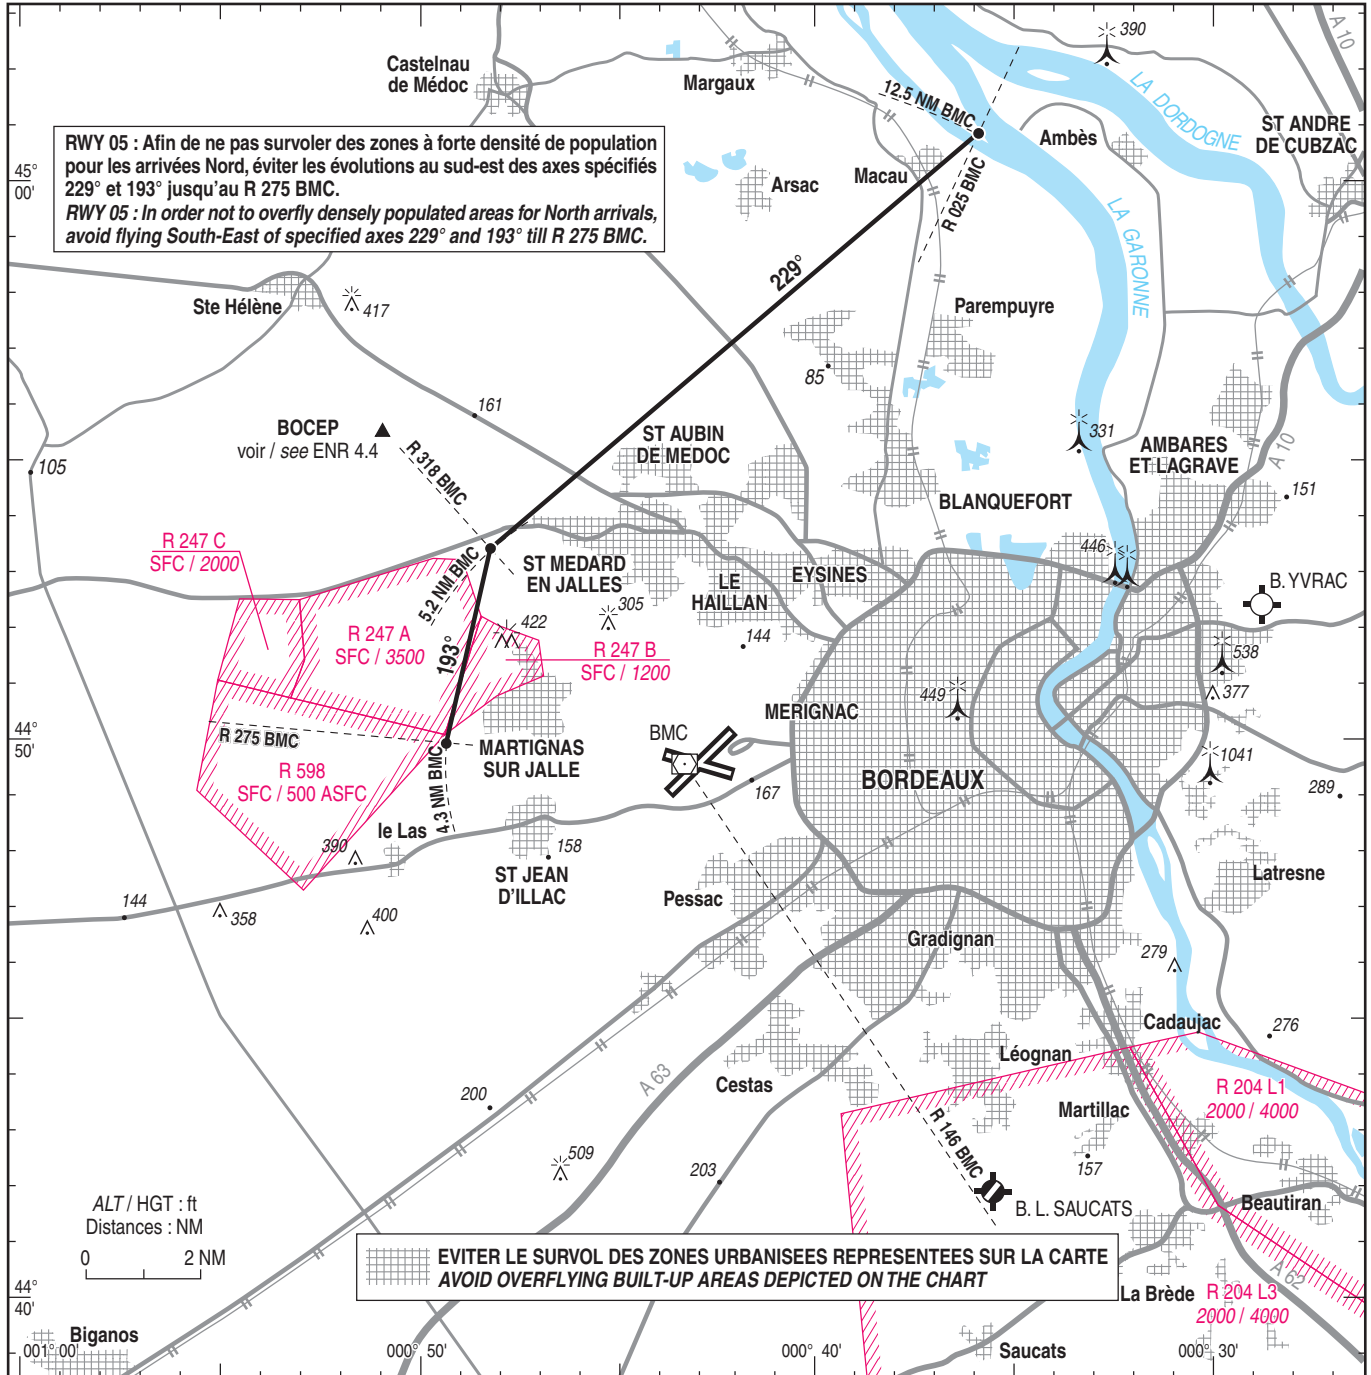 390
A 10
Castelnau
de Médoc
Margaux
12.5 NM BMC
LA DORDOGNE
Ambès
ST ANDRE
DE CUBZAC
RWY 05 : Afin de ne pas survoler des zones à forte densité de population
pour les arrivées Nord, éviter les évolutions au sud-est des axes spécifiés
229° et 193° jusqu'au R 275 BMC.
RWY 05 : In order not to overfly densely populated areas for North arrivals,
avoid flying South-East of specified axes 229° and 193° till R 275 BMC.
45°
00'
Arsac
Macau
R 025 BMC
LA GARONNE
229°
Ste Hélène
417
Parempuyre
85
161
BOCEP
voir / see ENR 4.4
R 318 BMC
ST AUBIN
DE MEDOC
331
AMBARES
ET LAGRAVE
A 10
105
151
BLANQUEFORT
R 247 C
SFC / 2000
5.2 NM BMC
ST MEDARD
EN JALLES
446
EYSINES
LE
HAILLAN
B.YVRAC
305
R 247 A
SFC / 3500
422
144
193°
R 247 B
SFC / 1200
538
377
449
MERIGNAC
44°
50'
R 275 BMC
BMC
MARTIGNAS
SUR JALLE
1041
R 598
SFC / 500 ASFC
BORDEAUX
167
289
4.3 NM BMC
le Las
390
158
ST JEAN
D'ILLAC
Latresne
144
358
400
Pessac
Gradignan
279
Cadaujac
276
Léognan
A 63
Cestas
R 204 L1
2000 / 4000
200
Martillac
R 146 BMC
509
203
157
ALT / HGT : ft
Distances : NM
0 2 NM
B. L. SAUCATS
Beautiran
EVITER LE SURVOL DES ZONES URBANISEES REPRESENTEES SUR LA CARTE
AVOID OVERFLYING BUILT-UP AREAS DEPICTED ON THE CHART
A 62
44°
40'
La Brède
R 204 L3
2000 / 4000
Biganos
Saucats
001° 00'
000° 50'
000° 40'
000° 30'